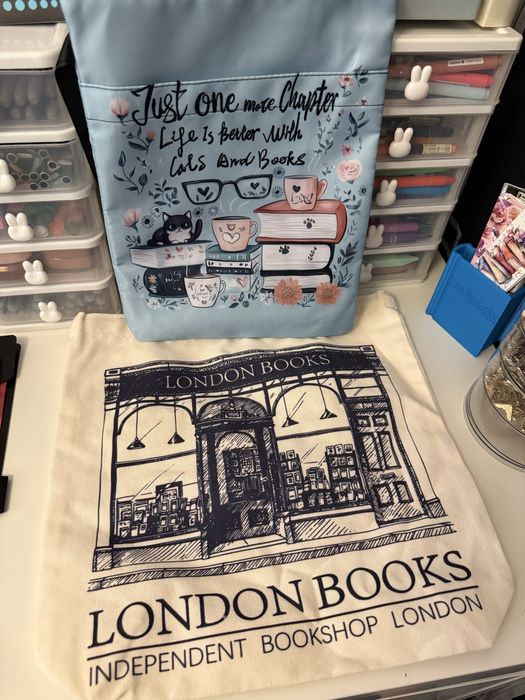 Just one more Chapter
Life Is Better With
Cats And Books
LONDON BOOKS
LONDON BOOKS
INDEPENDENT BOOKSHOP LONDON